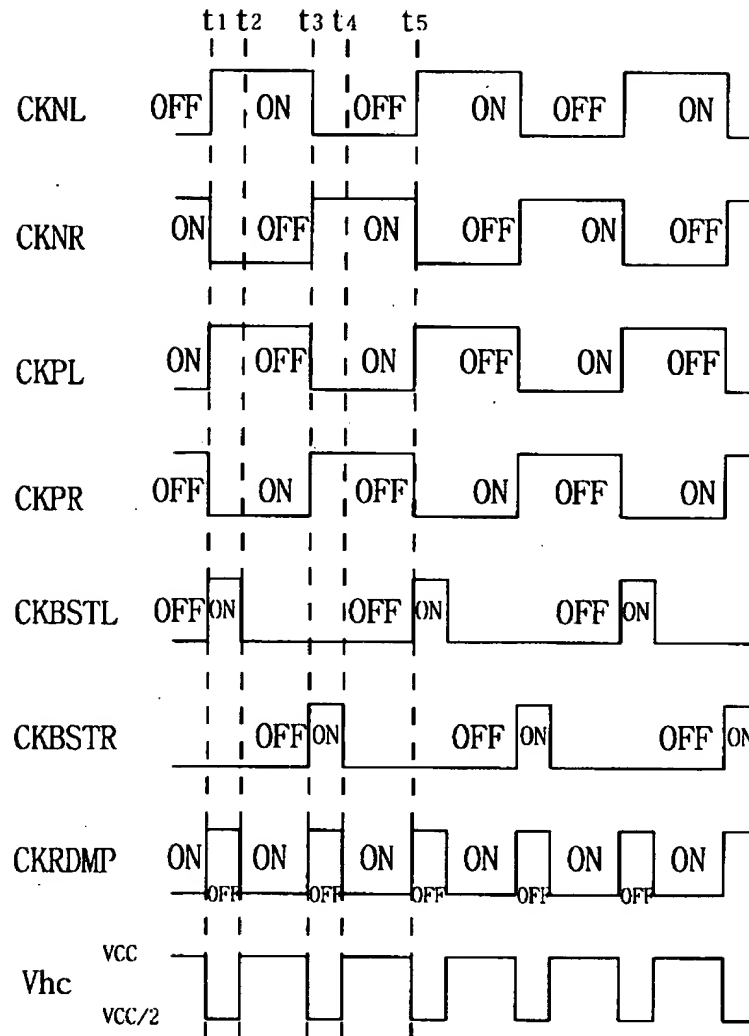 t1 t2 t3 t4 t5
CKNL OFF ON OFF ON OFF ON
CKNR ON OFF ON OFF ON OFF
CKPL ON OFF ON OFF ON OFF
CKPR OFF ON OFF ON OFF ON
CKBSTL OFF ON OFF ON OFF ON
CKBSTR OFF ON OFF ON OFF ON
CKRDMP ON OFF ON OFF ON OFF ON OFF ON OFF ON
Vhc VCC
VCC/2